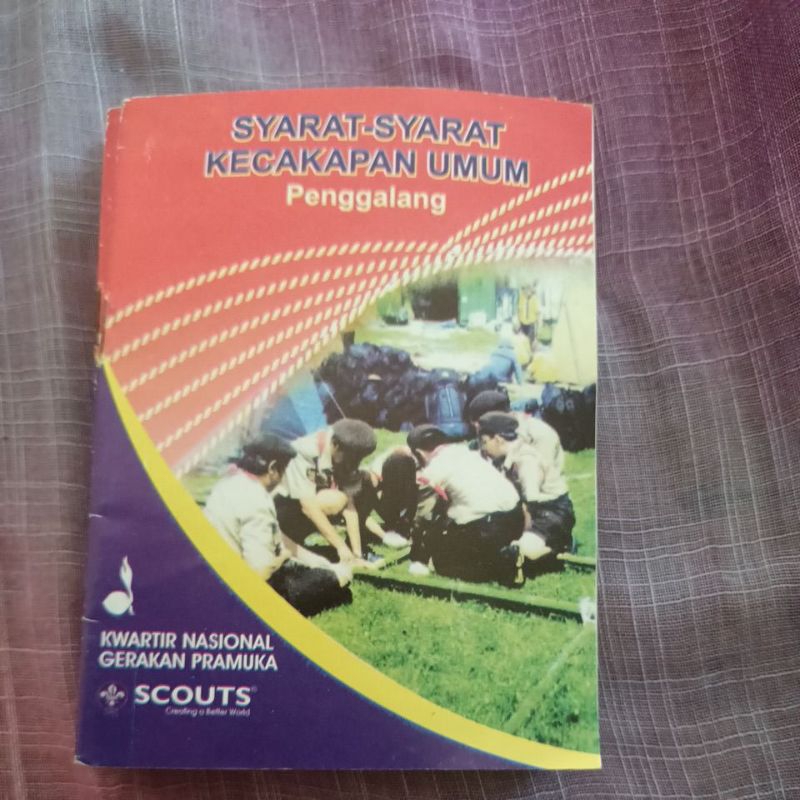 SYARAT-SYARAT
KECAKAPAN UMUM
Penggalang
KWARTIR NASIONAL
GERAKAN PRAMUKA
SCOUTS®
Creating a Better World